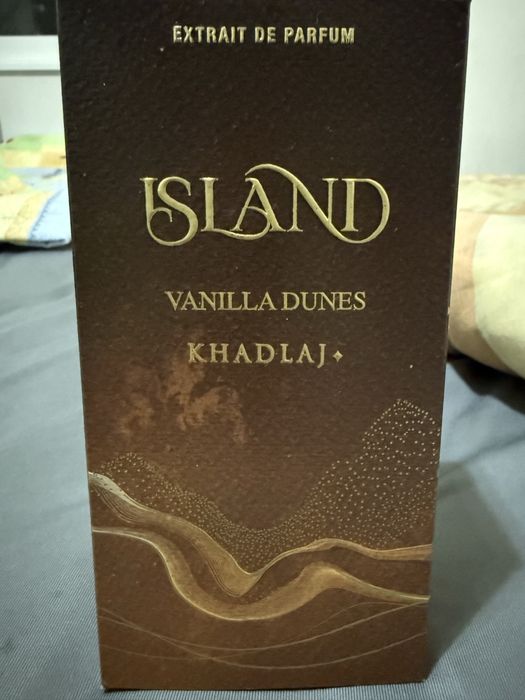 EXTRAIT DE PARFUM
ISLAND
VANILLA DUNES
KHADLAJ